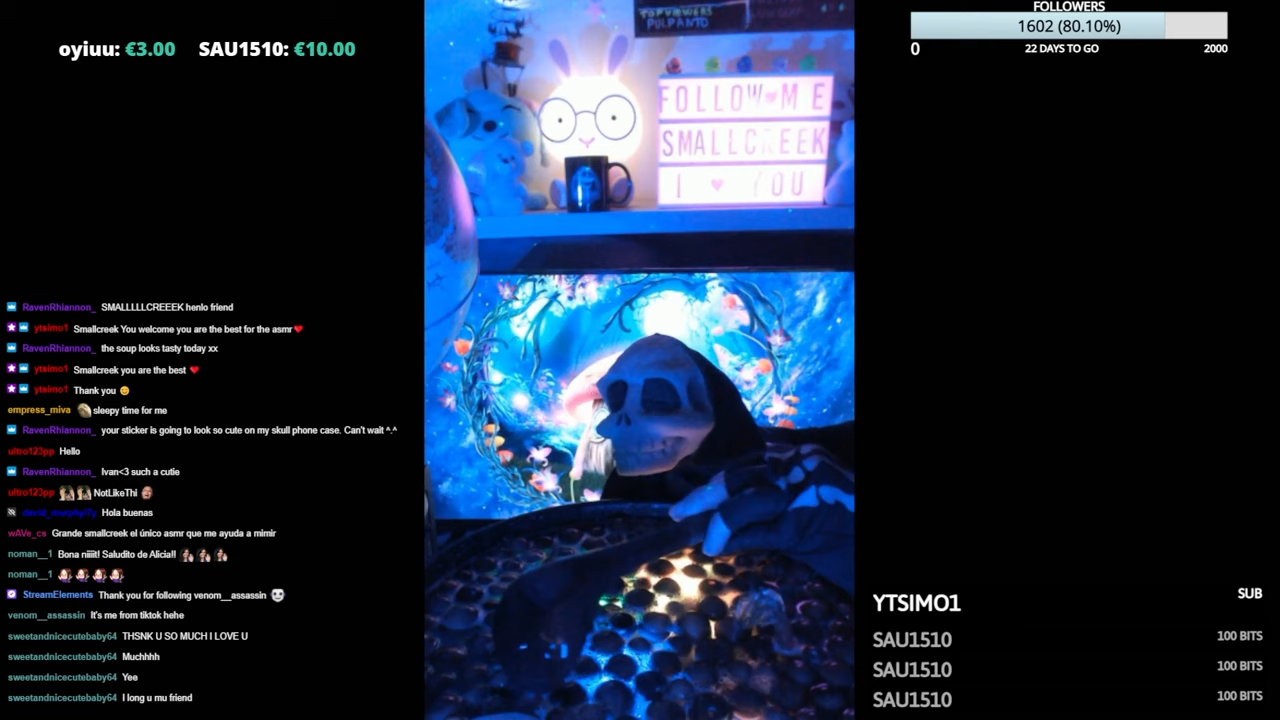 oyiuu: €3.00 SAU1510: €10.00
TOPVIEWERS
PULPANTO
FOLLOW ME
SMALLCREEK
I YOU
FOLLOWERS
1602 (80.10%)
0 22 DAYS TO GO 2000
RavenRhiannon_ SMALLLLLCREEEK henlo friend
ytsimo1 Smallcreek You welcome you are the best for the asmr
RavenRhiannon_ the soup looks tasty today xx
ytsimo1 Smallcreek you are the best
ytsimo1 Thank you
empress_miva sleepy time for me
RavenRhiannon_ your sticker is going to look so cute on my skull phone case. Can't wait ^.^
ultro123pp Hello
RavenRhiannon_ Ivan<3 such a cutie
ultro123pp NotLikeThi
Hola buenas
wAVe_cs Grande smallcreek el único asmr que me ayuda a mimir
noman__1 Bona niiiit! Saludito de Alicia!!
noman__1
StreamElements Thank you for following venom__assassin
venom__assassin It's me from tiktok hehe
sweetandnicecutebaby64 THSNK U SO MUCH I LOVE U
sweetandnicecutebaby64 Muchhhh
sweetandnicecutebaby64 Yee
sweetandnicecutebaby64 I long u mu friend
YTSIMO1 SUB
SAU1510 100 BITS
SAU1510 100 BITS
SAU1510 100 BITS